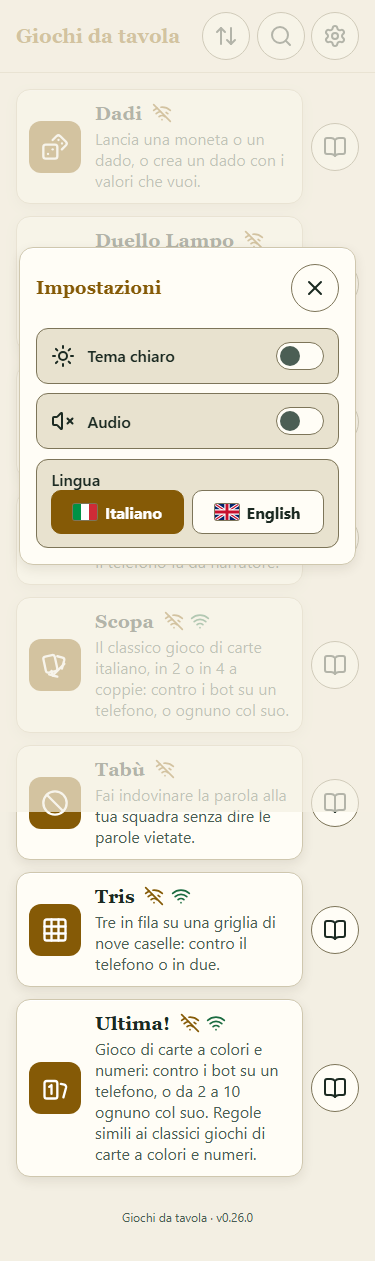 Giochi da tavola
Dadi
Lancia una moneta o un
dado, o crea un dado con i
valori che vuoi.
Duello Lampo
Impostazioni
Tema chiaro
Audio
Lingua
Italiano
English
Il telefono fa da narratore.
Scopa
Il classico gioco di carte
italiano, in 2 o in 4 a
coppie: contro i bot su un
telefono, o ognuno col suo.
Tabù
Fai indovinare la parola alla
tua squadra senza dire le
parole vietate.
Tris
Tre in fila su una griglia di
nove caselle: contro il
telefono o in due.
Ultima!
1
Gioco di carte a colori e
numeri: contro i bot su un
telefono, o da 2 a 10
ognuno col suo. Regole
simili ai classici giochi di
carte a colori e numeri.
Giochi da tavola · v0.26.0